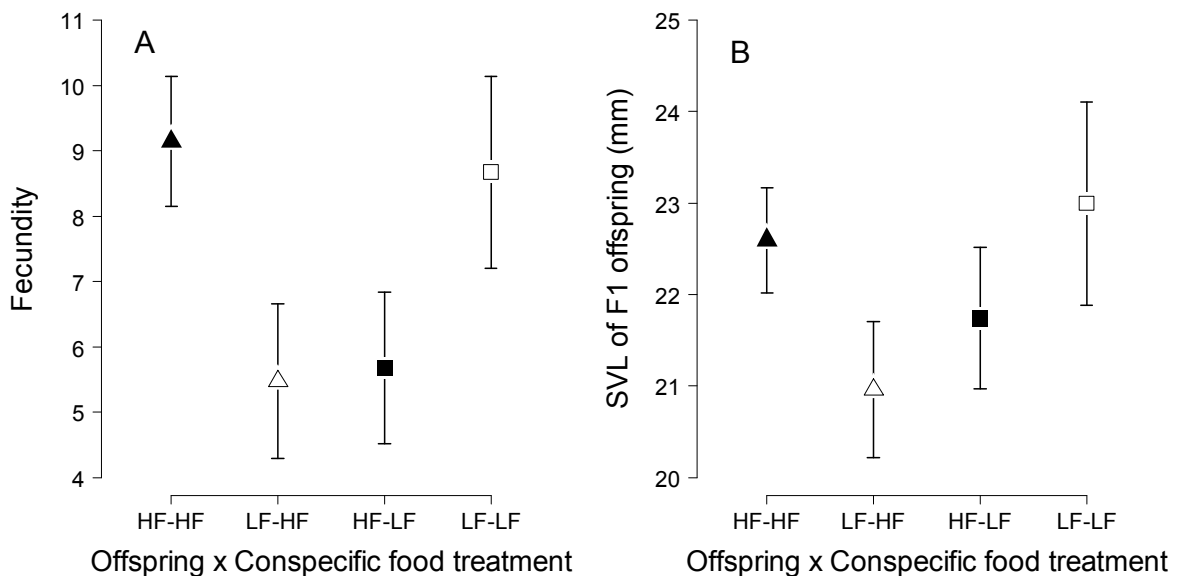 A
Fecundity
11
10
9
8
7
6
5
4
HF-HF
LF-HF
HF-LF
LF-LF
Offspring x Conspecific food treatment
B
SVL of F1 offspring (mm)
25
24
23
22
21
20
HF-HF
LF-HF
HF-LF
LF-LF
Offspring x Conspecific food treatment